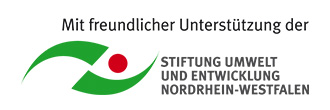 Mit freundlicher Unterstützung der
STIFTUNG UMWELT
UND ENTWICKLUNG
NORDRHEIN-WESTFALEN